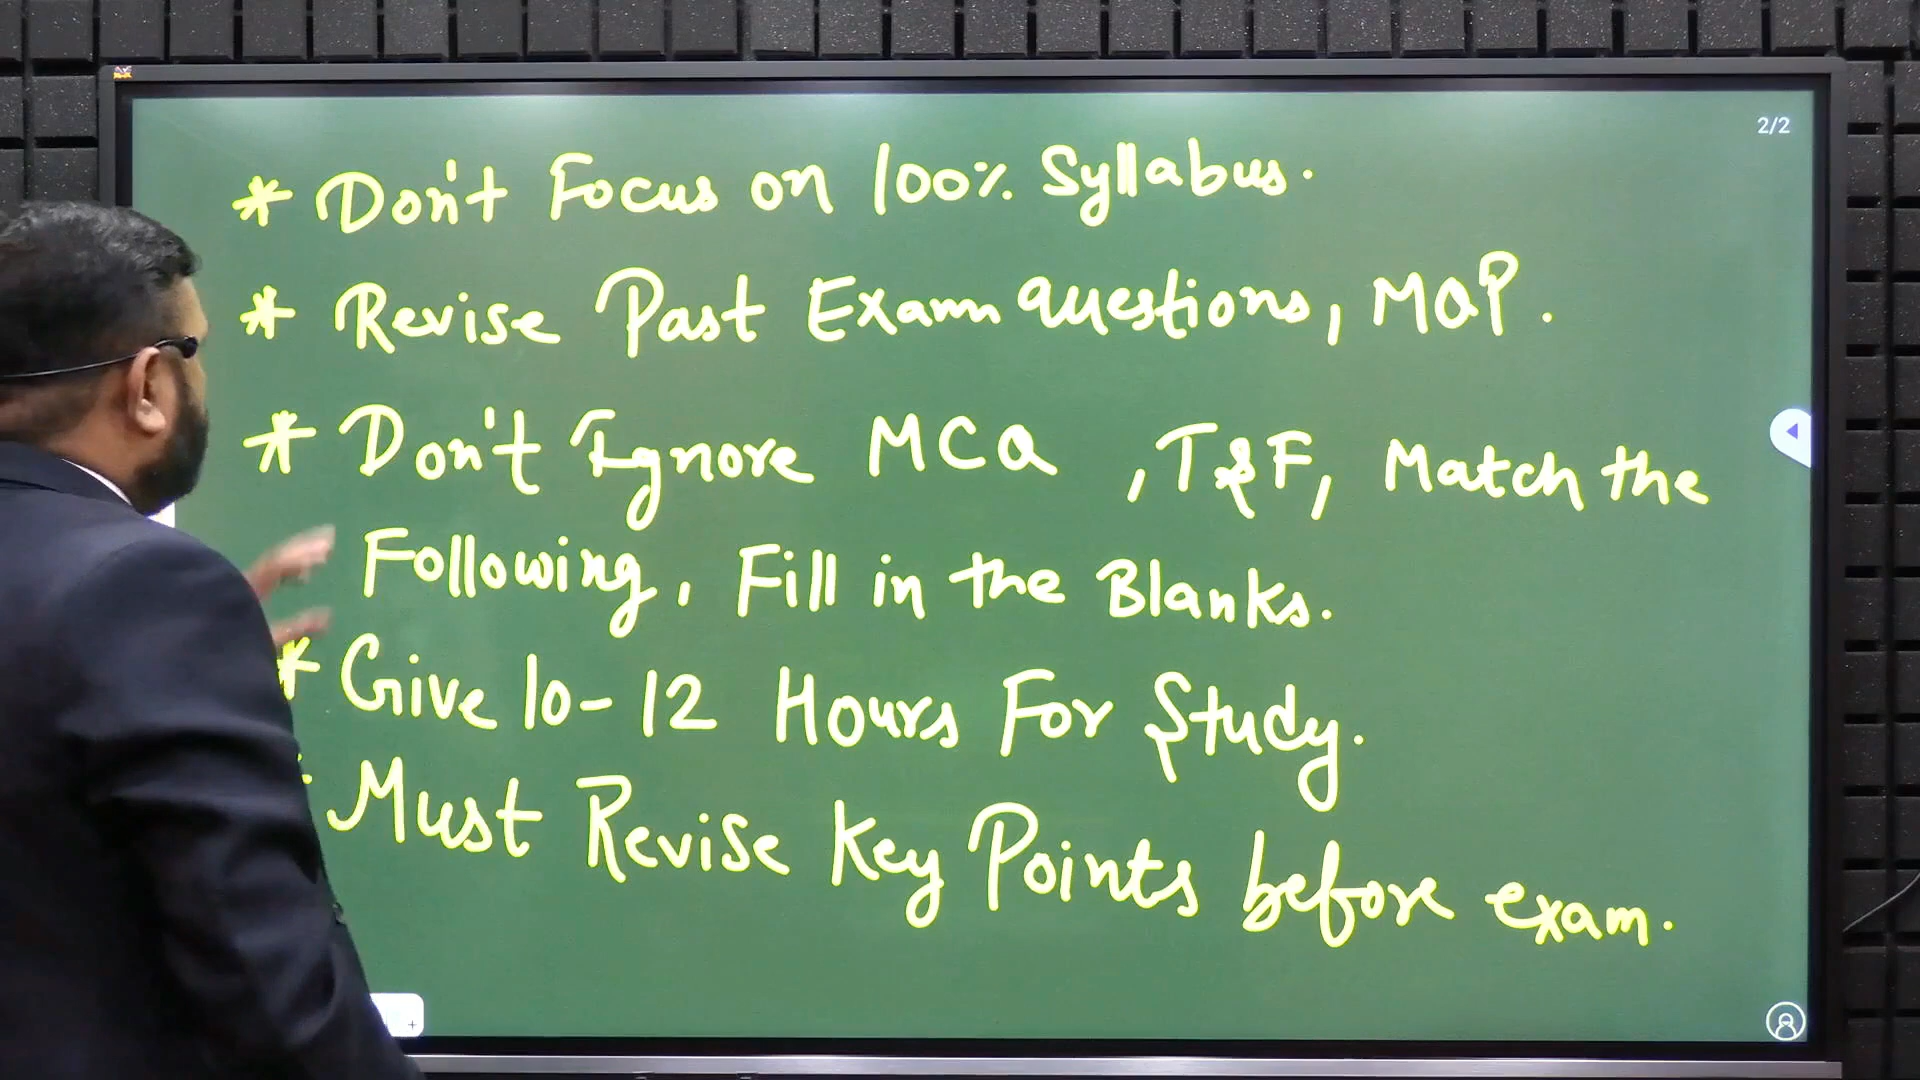 2/2
* Don't Focus on 100% Syllabus.
* Revise Past Exam Questions, MQP.
* Don't Ignore MCQ , T&F, Match the
Following, Fill in the Blanks.
* Give 10-12 Hours For Study.
* Must Revise Key Points before exam.